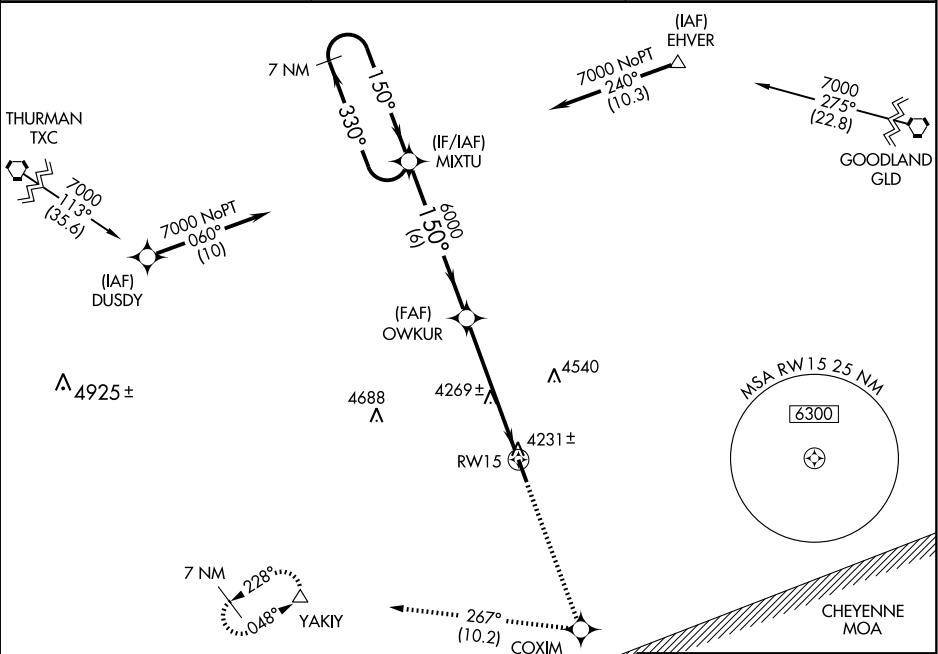 (IAF)
EHVER
7000 NoPT
240°
(10.3)
7000
275°
(22.8)
GOODLAND
GLD
7 NM
150°
330°
(IF/IAF)
MIXTU
THURMAN
TXC
7000
113°
(35.6)
7000 NoPT
060°
(10)
(IAF)
DUSDY
6000
150°
(6)
(FAF)
OWKUR
4925±
4688
4269±
4540
4231±
RW15
MSA RW15 25 NM
6300
7 NM
228°
048°
YAKIY
267°
(10.2)
COXIM
CHEYENNE
MOA